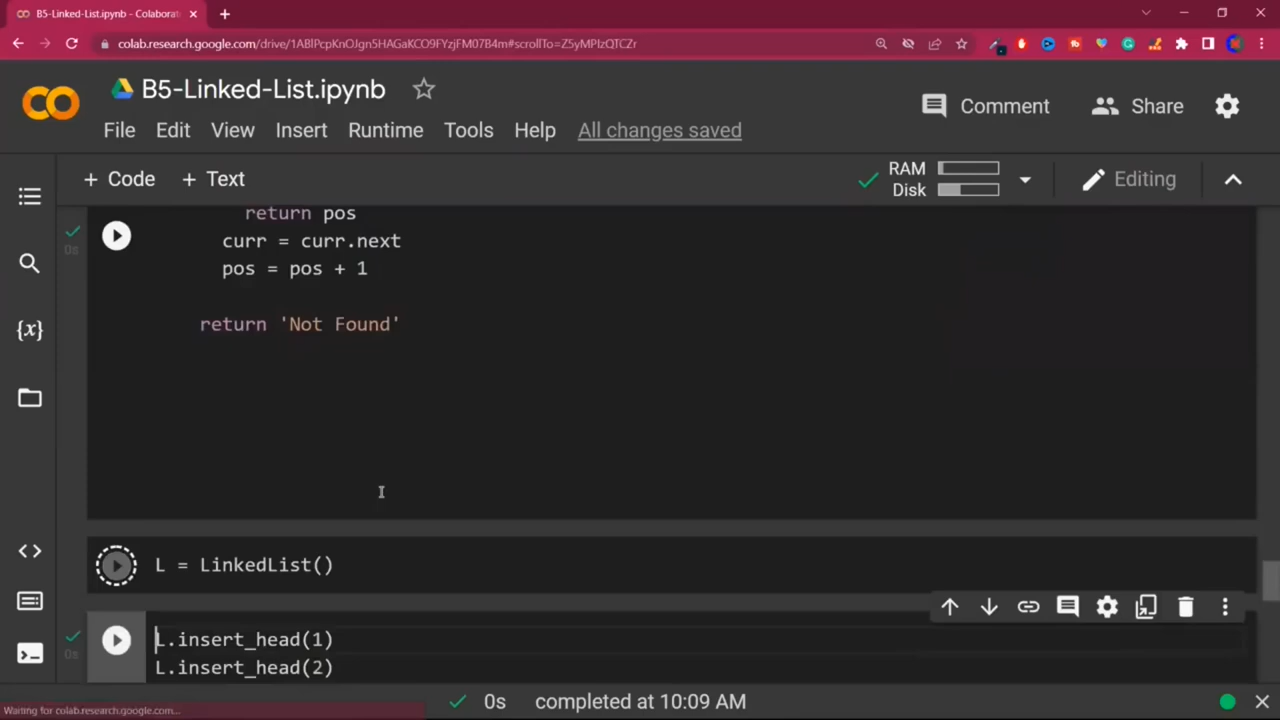 B5-Linked-List.ipynb - Colaborat
colab.research.google.com/drive/1ABlPcpKnOJgn5HAGaKCO9FYzjFM07B4m#scrollTo=Z5yMPIzQTCZr
B5-Linked-List.ipynb
Comment
Share
File Edit View Insert Runtime Tools Help All changes saved
+ Code + Text
RAM
Disk
Editing
return pos
0s
curr = curr.next
pos = pos + 1
return 'Not Found'
{x}
L = LinkedList()
L.insert_head(1)
0s
L.insert_head(2)
0s completed at 10:09 AM
Waiting for colab.research.google.com...